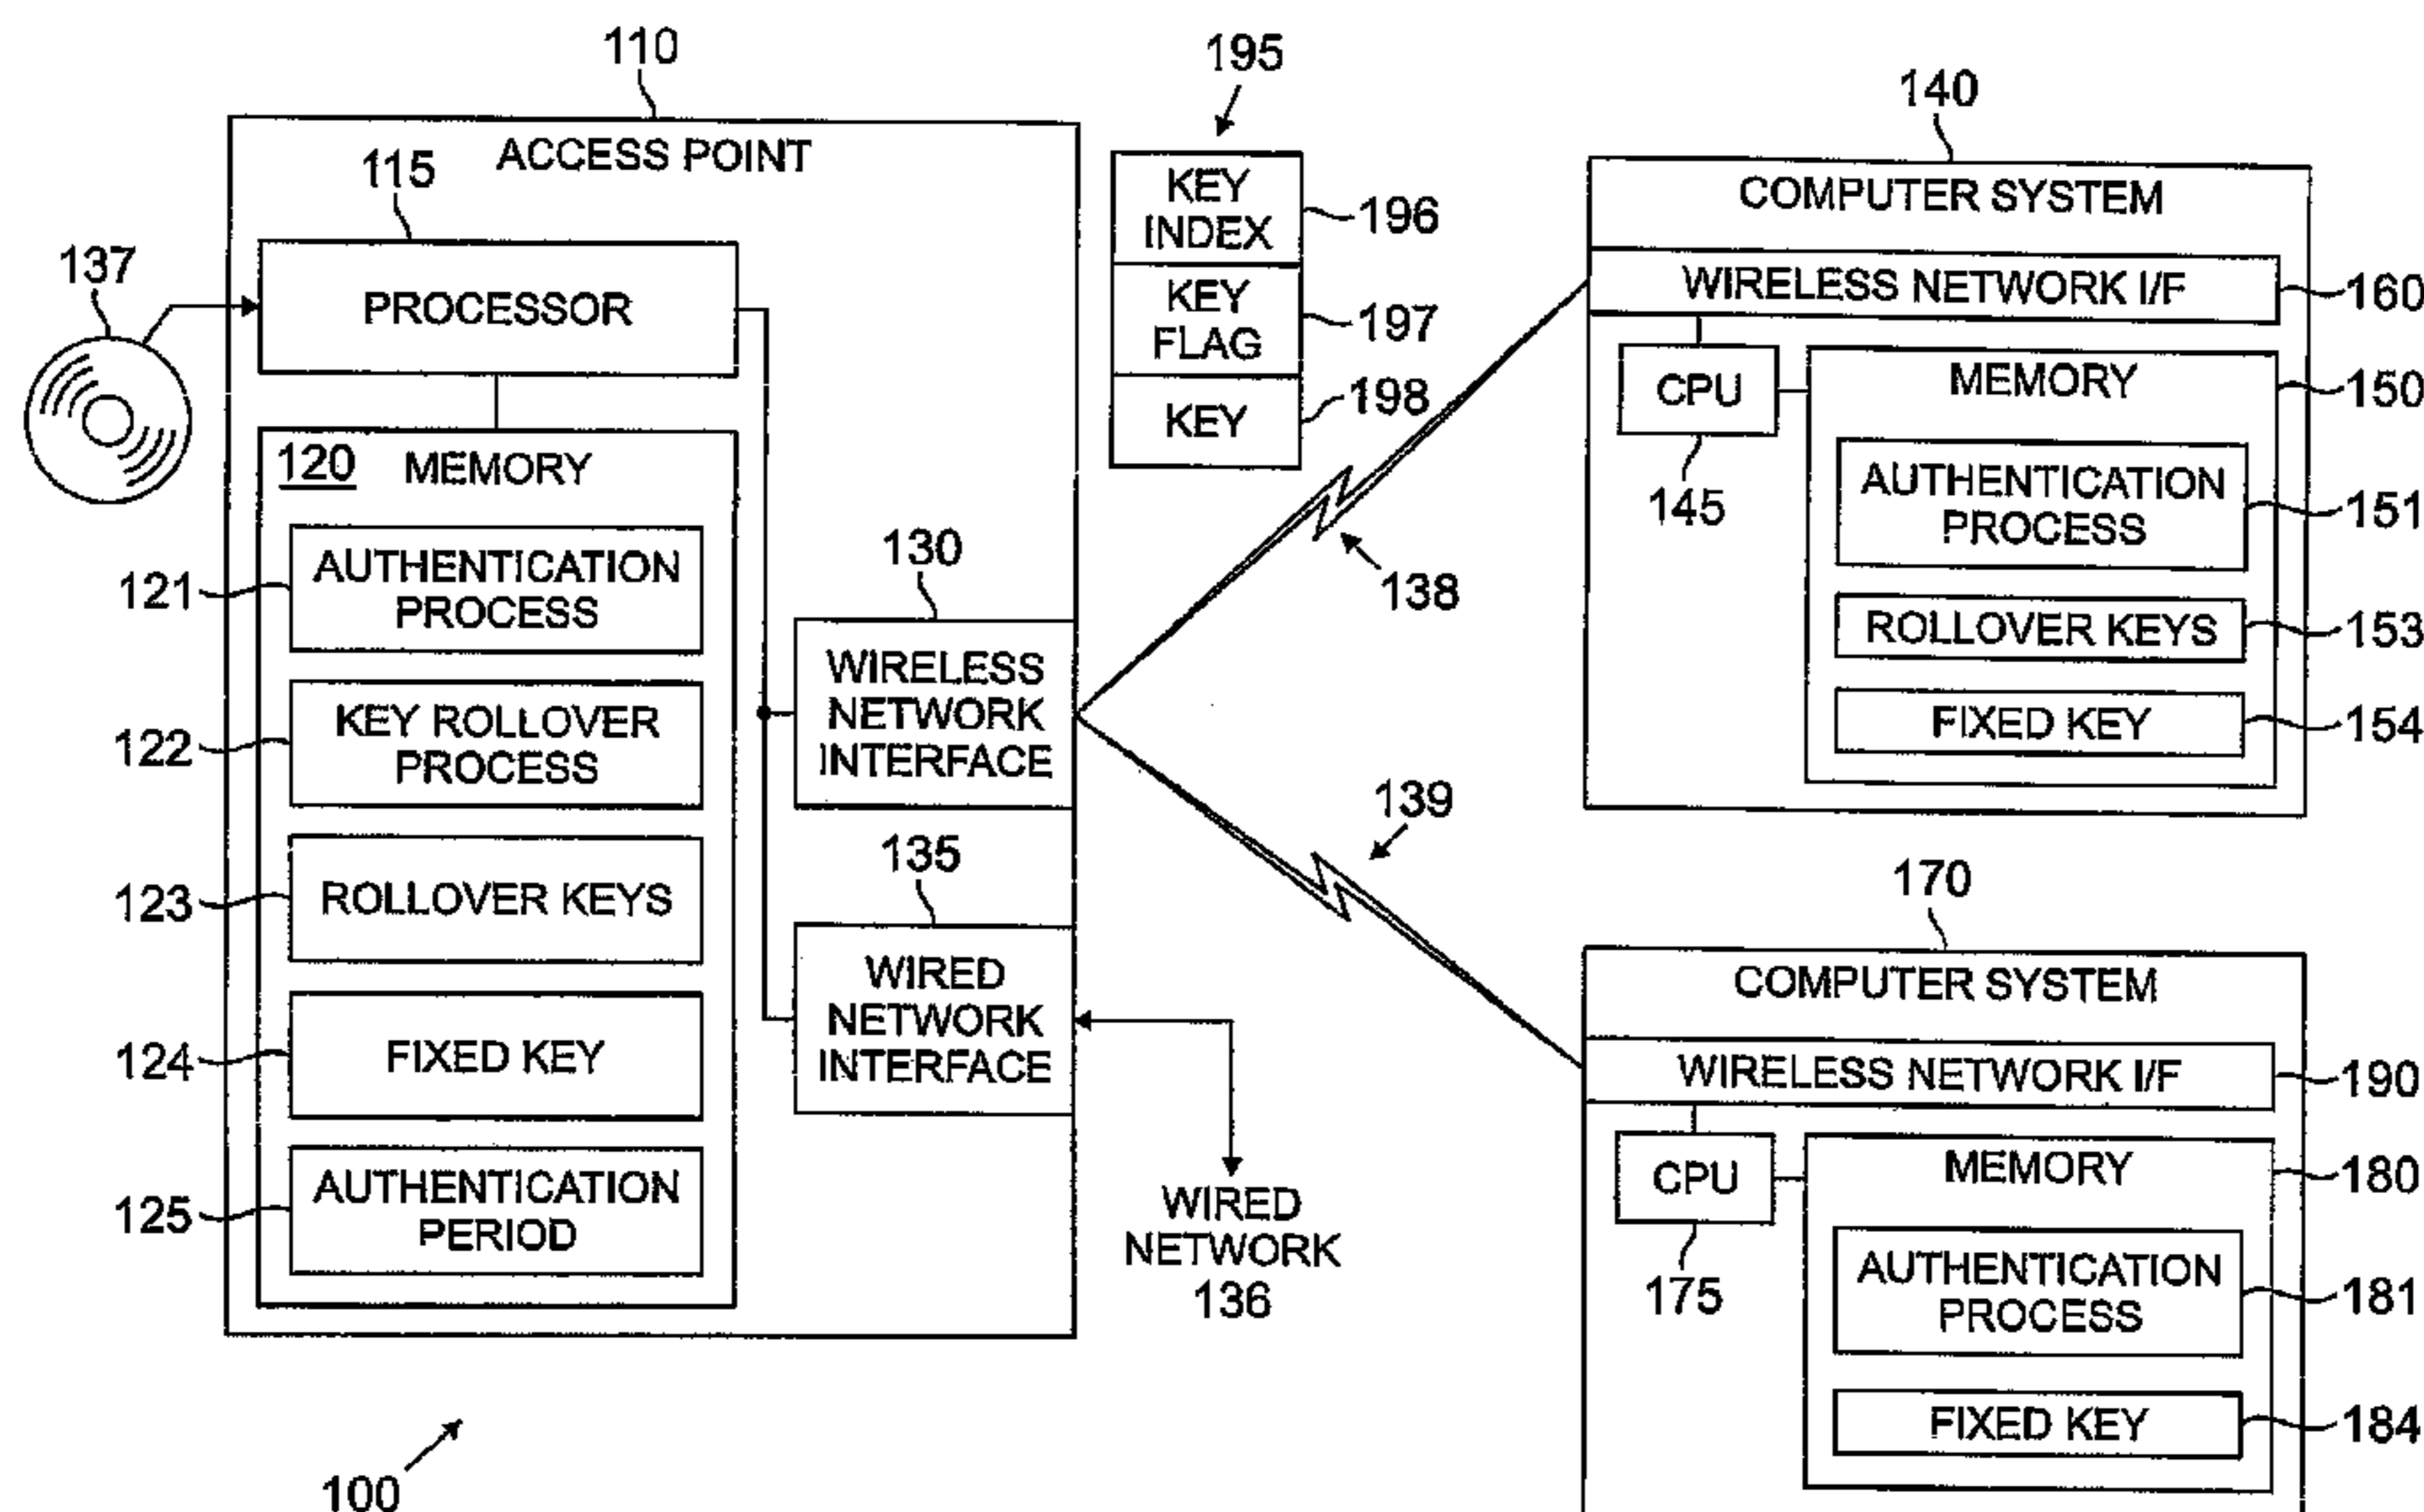 110
ACCESS POINT
115
PROCESSOR
137
120
MEMORY
AUTHENTICATION
PROCESS
121
KEY ROLLOVER
PROCESS
122
ROLLOVER KEYS
123
FIXED KEY
124
AUTHENTICATION
PERIOD
125
130
WIRELESS
NETWORK
INTERFACE
135
WIRED
NETWORK
INTERFACE
WIRED
NETWORK
136
195
KEY
INDEX
196
KEY
FLAG
197
KEY
198
138
139
140
COMPUTER SYSTEM
WIRELESS NETWORK I/F
160
CPU
145
MEMORY
150
AUTHENTICATION
PROCESS
151
ROLLOVER KEYS
153
FIXED KEY
154
170
COMPUTER SYSTEM
WIRELESS NETWORK I/F
190
CPU
175
MEMORY
180
AUTHENTICATION
PROCESS
181
FIXED KEY
184
100